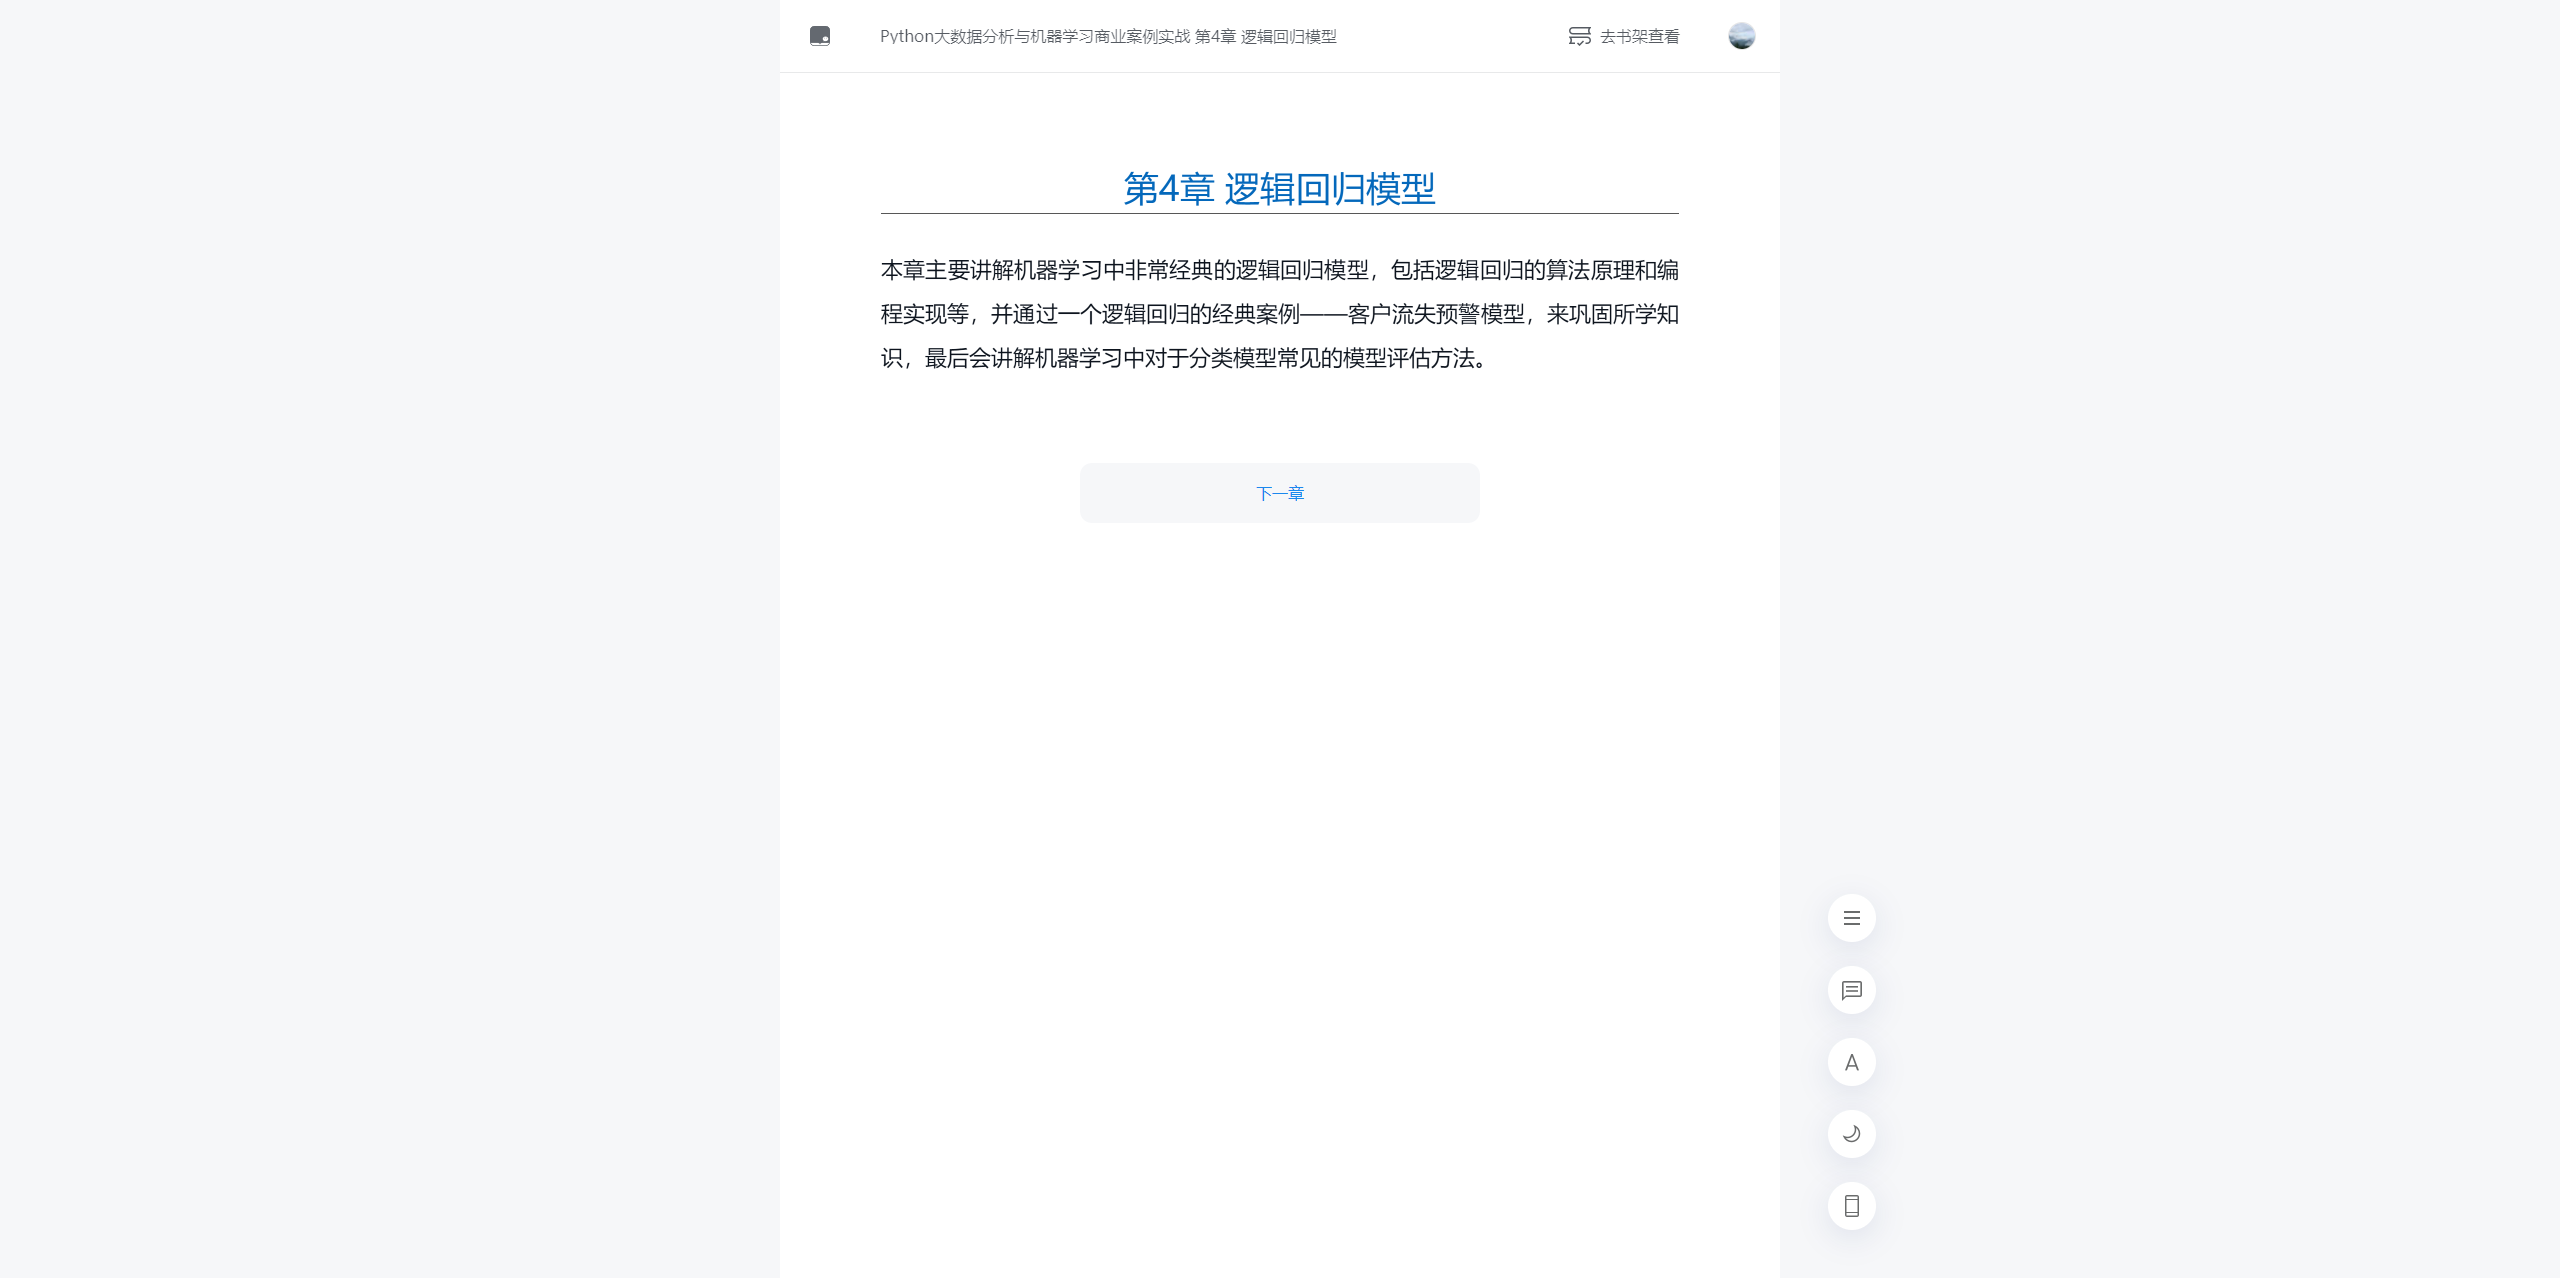 Python大数据分析与机器学习商业案例实战 第4章 逻辑回归模型
去书架查看
第4章 逻辑回归模型
本章主要讲解机器学习中非常经典的逻辑回归模型，包括逻辑回归的算法原理和编
程实现等，并通过一个逻辑回归的经典案例——客户流失预警模型，来巩固所学知
识，最后会讲解机器学习中对于分类模型常见的模型评估方法。
下一章
A